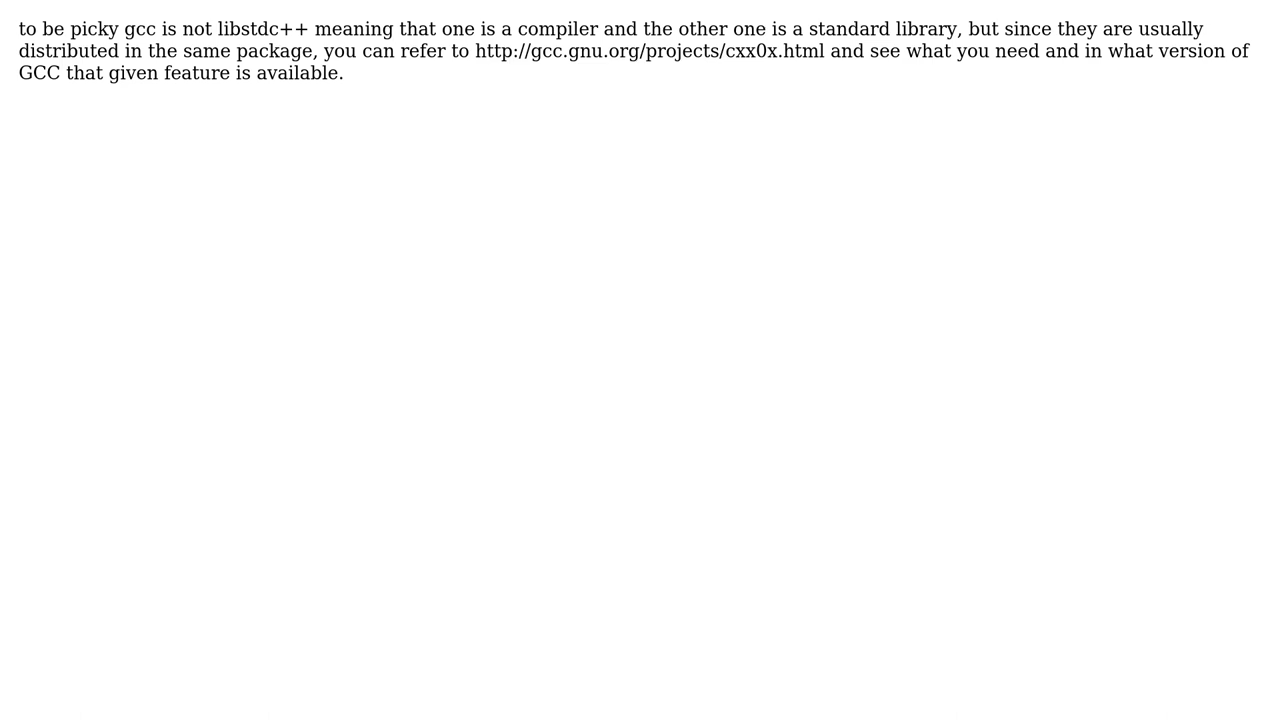 to be picky gcc is not libstdc++ meaning that one is a compiler and the other one is a standard library, but since they are usually
distributed in the same package, you can refer to http://gcc.gnu.org/projects/cxx0x.html and see what you need and in what version of
GCC that given feature is available.